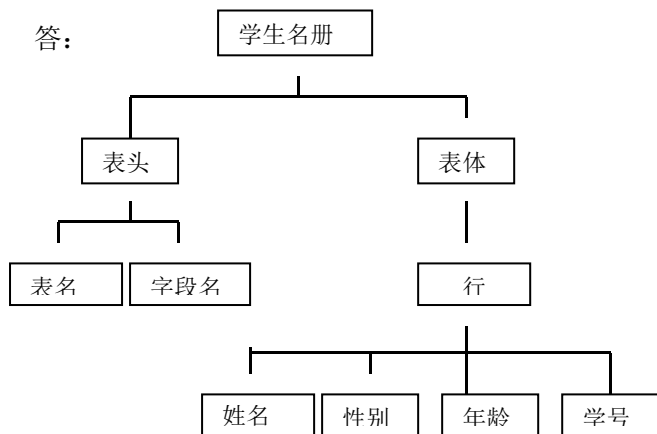 答：
学生名册
表头
表体
表名
字段名
行
姓名
性别
年龄
学号